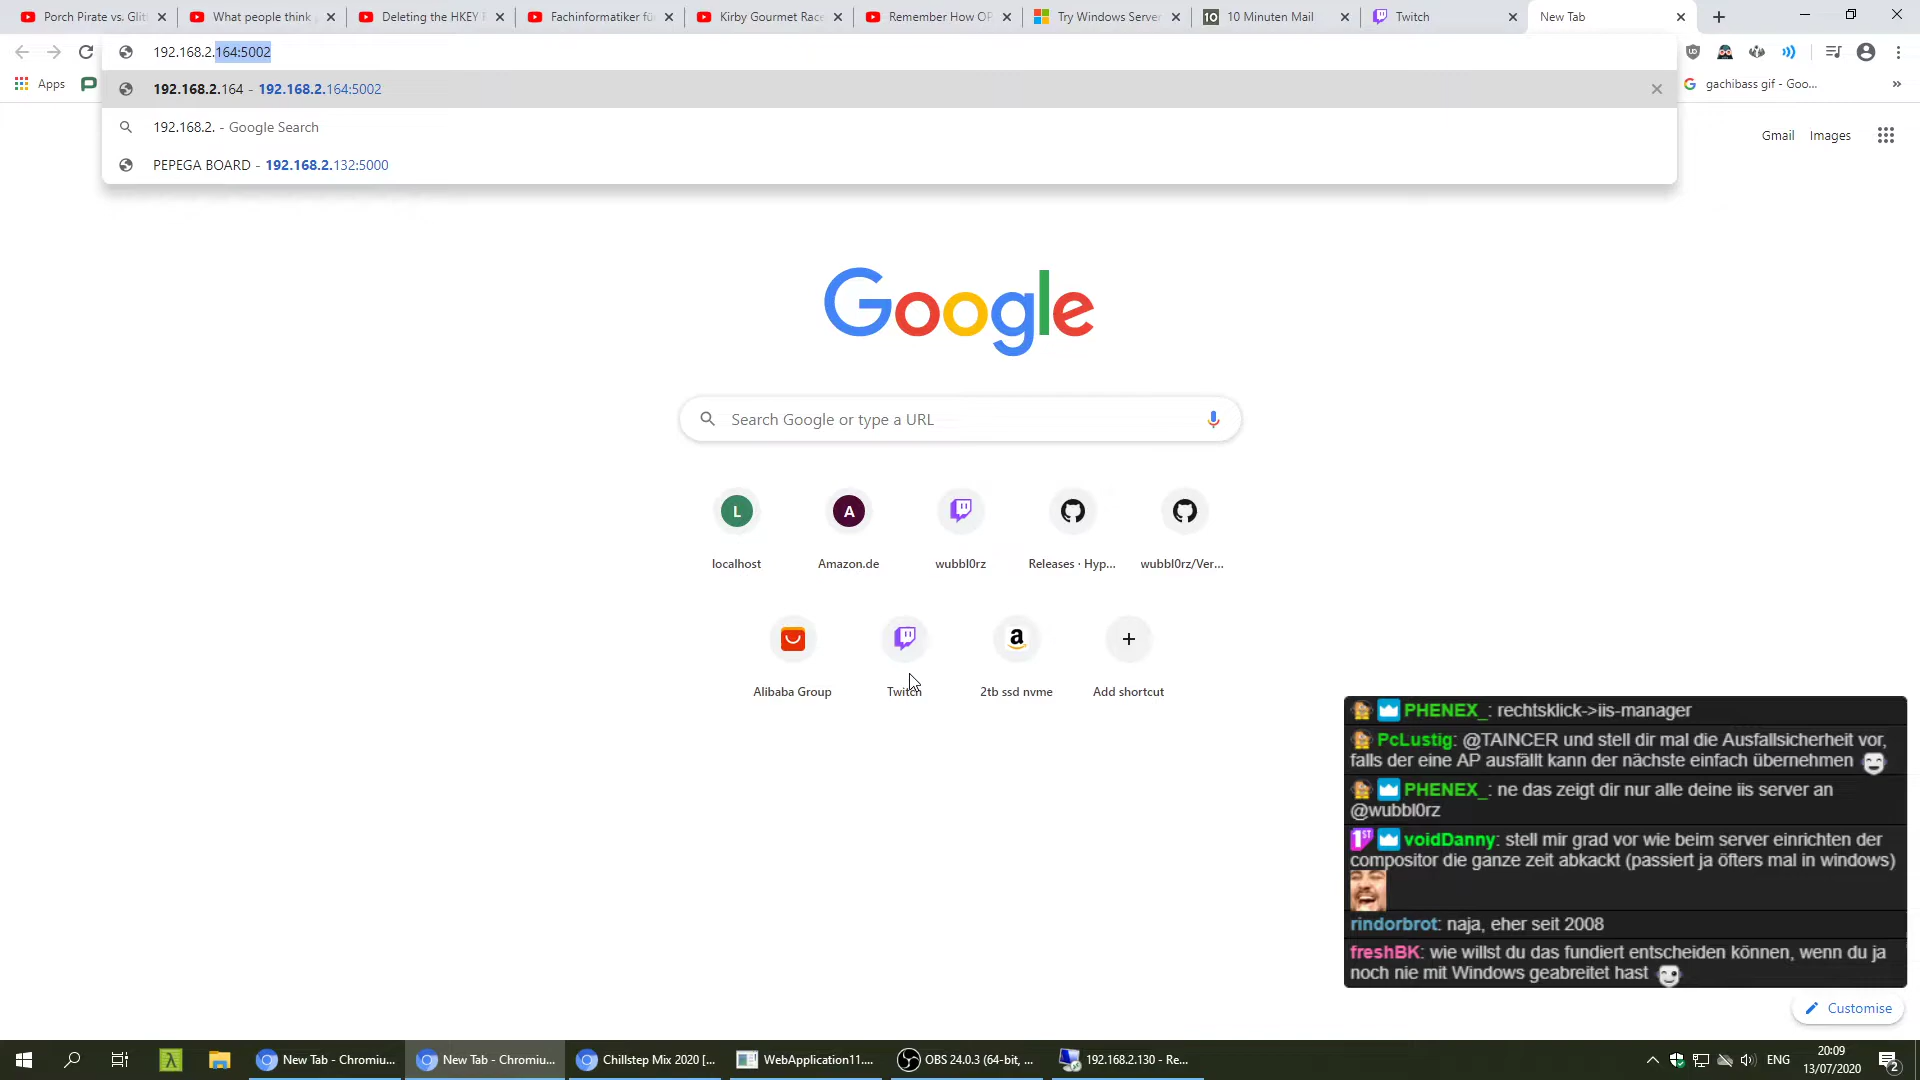 Porch Pirate vs. Glit
What people think
Deleting the HKEY
Fachinformatiker fü
Kirby Gourmet Race
Remember How OP
Try Windows Server
10 Minuten Mail
Twitch
New Tab
192.168.2.164:5002
Apps
gachibass gif - Goo...
192.168.2.164 - 192.168.2.164:5002
192.168.2. - Google Search
PEPEGA BOARD - 192.168.2.132:5000
Gmail
Images
Google
Search Google or type a URL
L
A
localhost
Amazon.de
wubbl0rz
Releases · Hyp...
wubbl0rz/Ver...
Alibaba Group
Twitch
2tb ssd nvme
Add shortcut
PHENEX_: rechtsklick->iis-manager
PcLustig: @TAINCER und stell dir mal die Ausfallsicherheit vor,
falls der eine AP ausfällt kann der nächste einfach übernehmen
PHENEX_: ne das zeigt dir nur alle deine iis server an
@wubbl0rz
voidDanny: stell mir grad vor wie beim server einrichten der
compositor die ganze zeit abkackt (passiert ja öfters mal in windows)
rindorbrot: naja, eher seit 2008
freshBK: wie willst du das fundiert entscheiden können, wenn du ja
noch nie mit Windows geabreitet hast
Customise
New Tab - Chromiu...
New Tab - Chromiu...
Chillstep Mix 2020 [...
WebApplication11....
OBS 24.0.3 (64-bit, ...
192.168.2.130 - Re...
ENG
20:09
13/07/2020
2